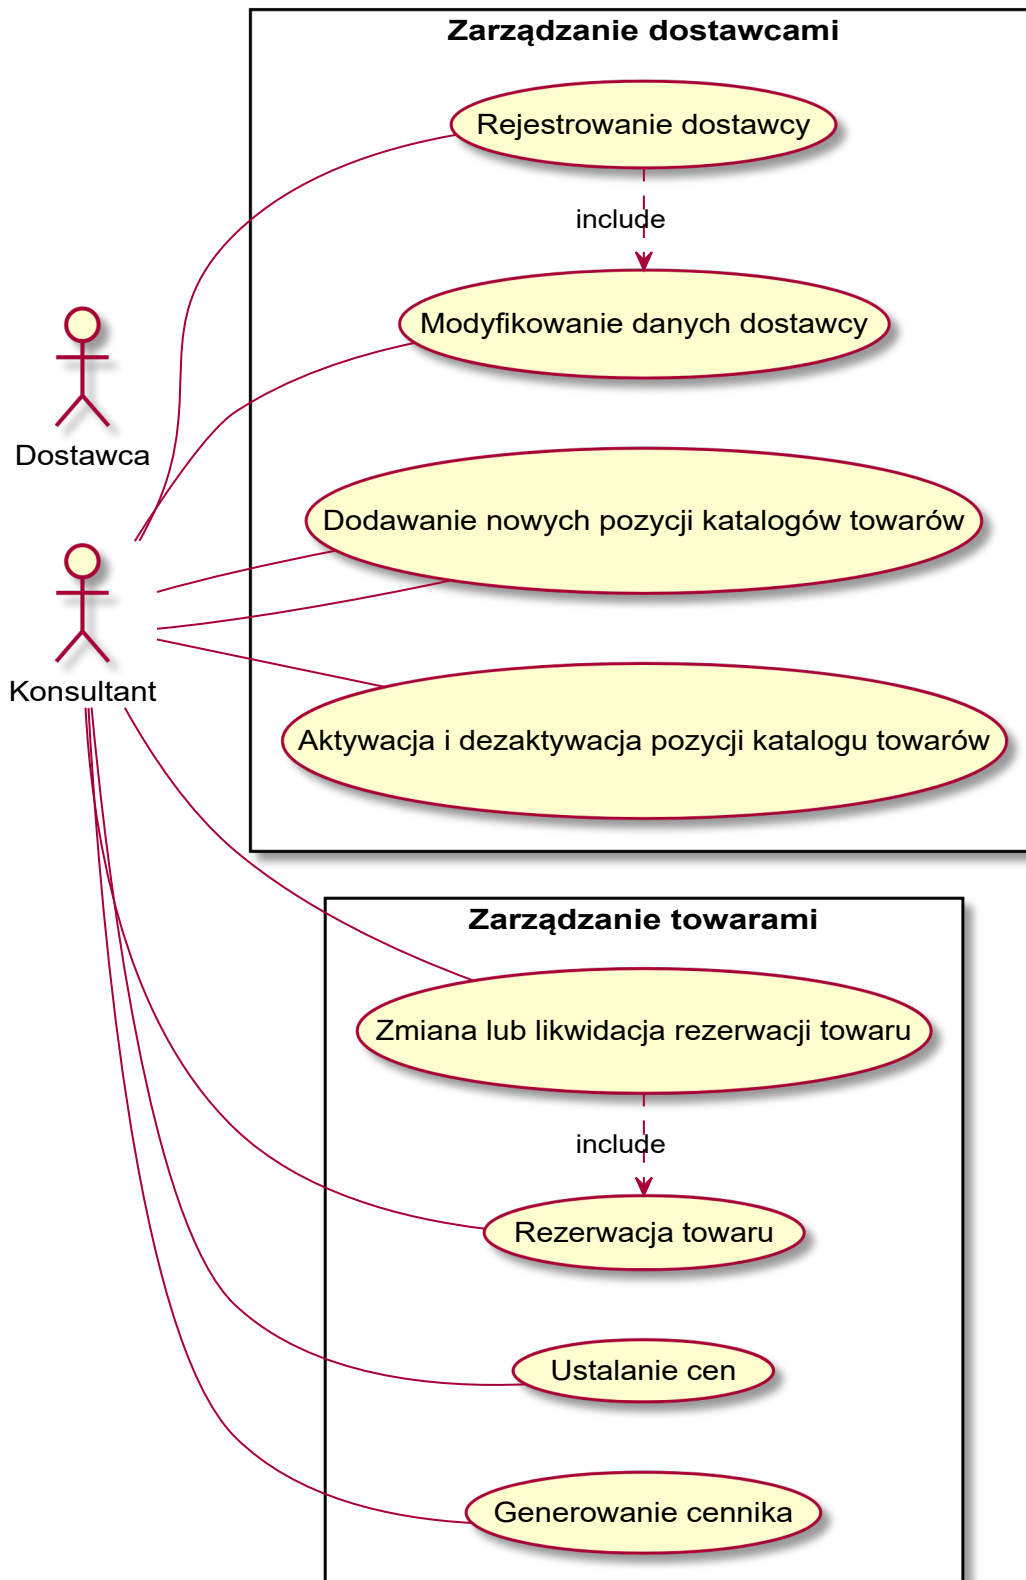 Zarządzanie dostawcami
Rejestrowanie dostawcy
include
Modyfikowanie danych dostawcy
Dostawca
Dodawanie nowych pozycji katalogów towarów
Konsultant
Aktywacja i dezaktywacja pozycji katalogu towarów
Zarządzanie towarami
Zmiana lub likwidacja rezerwacji towaru
include
Rezerwacja towaru
Ustalanie cen
Generowanie cennika